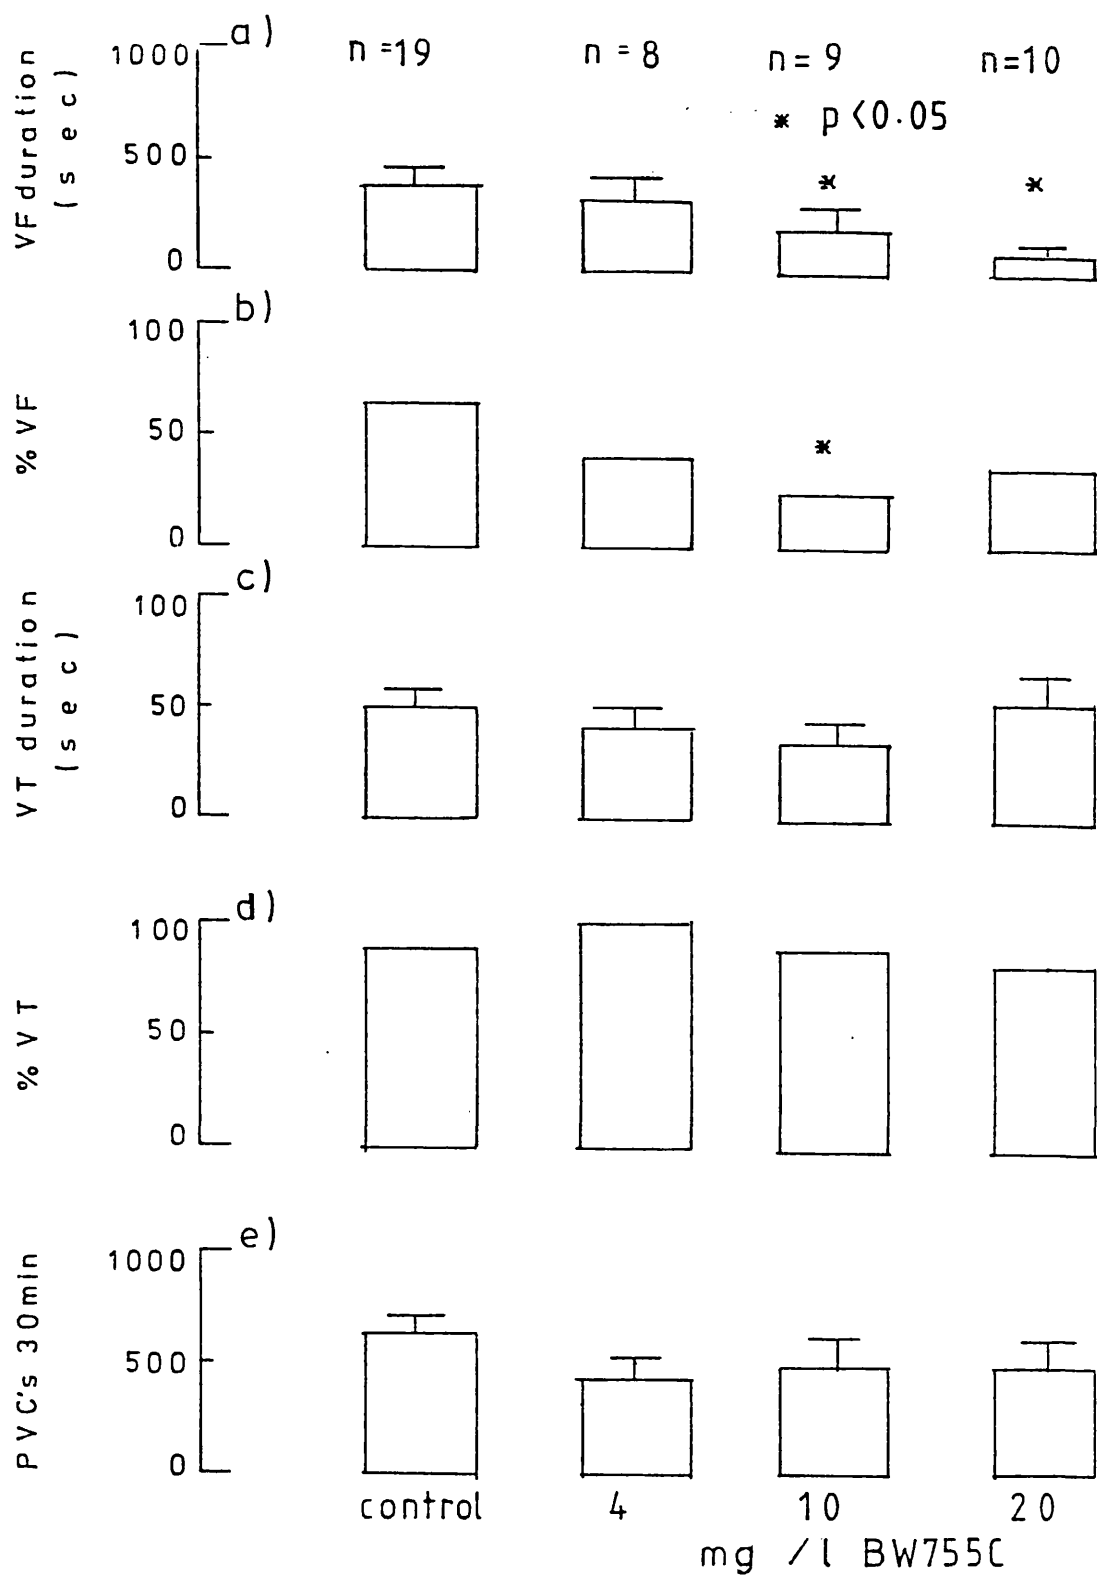 a)
n =19
n = 8
n = 9
n=10
* p<0.05
1000
500
0
VF duration
(sec)
*
*
b)
100
50
0
% VF
*
c)
100
50
0
VT duration
(sec)
d)
100
50
0
% VT
e)
1000
500
0
PVC's 30min
control
4
10
20
mg /l BW755C